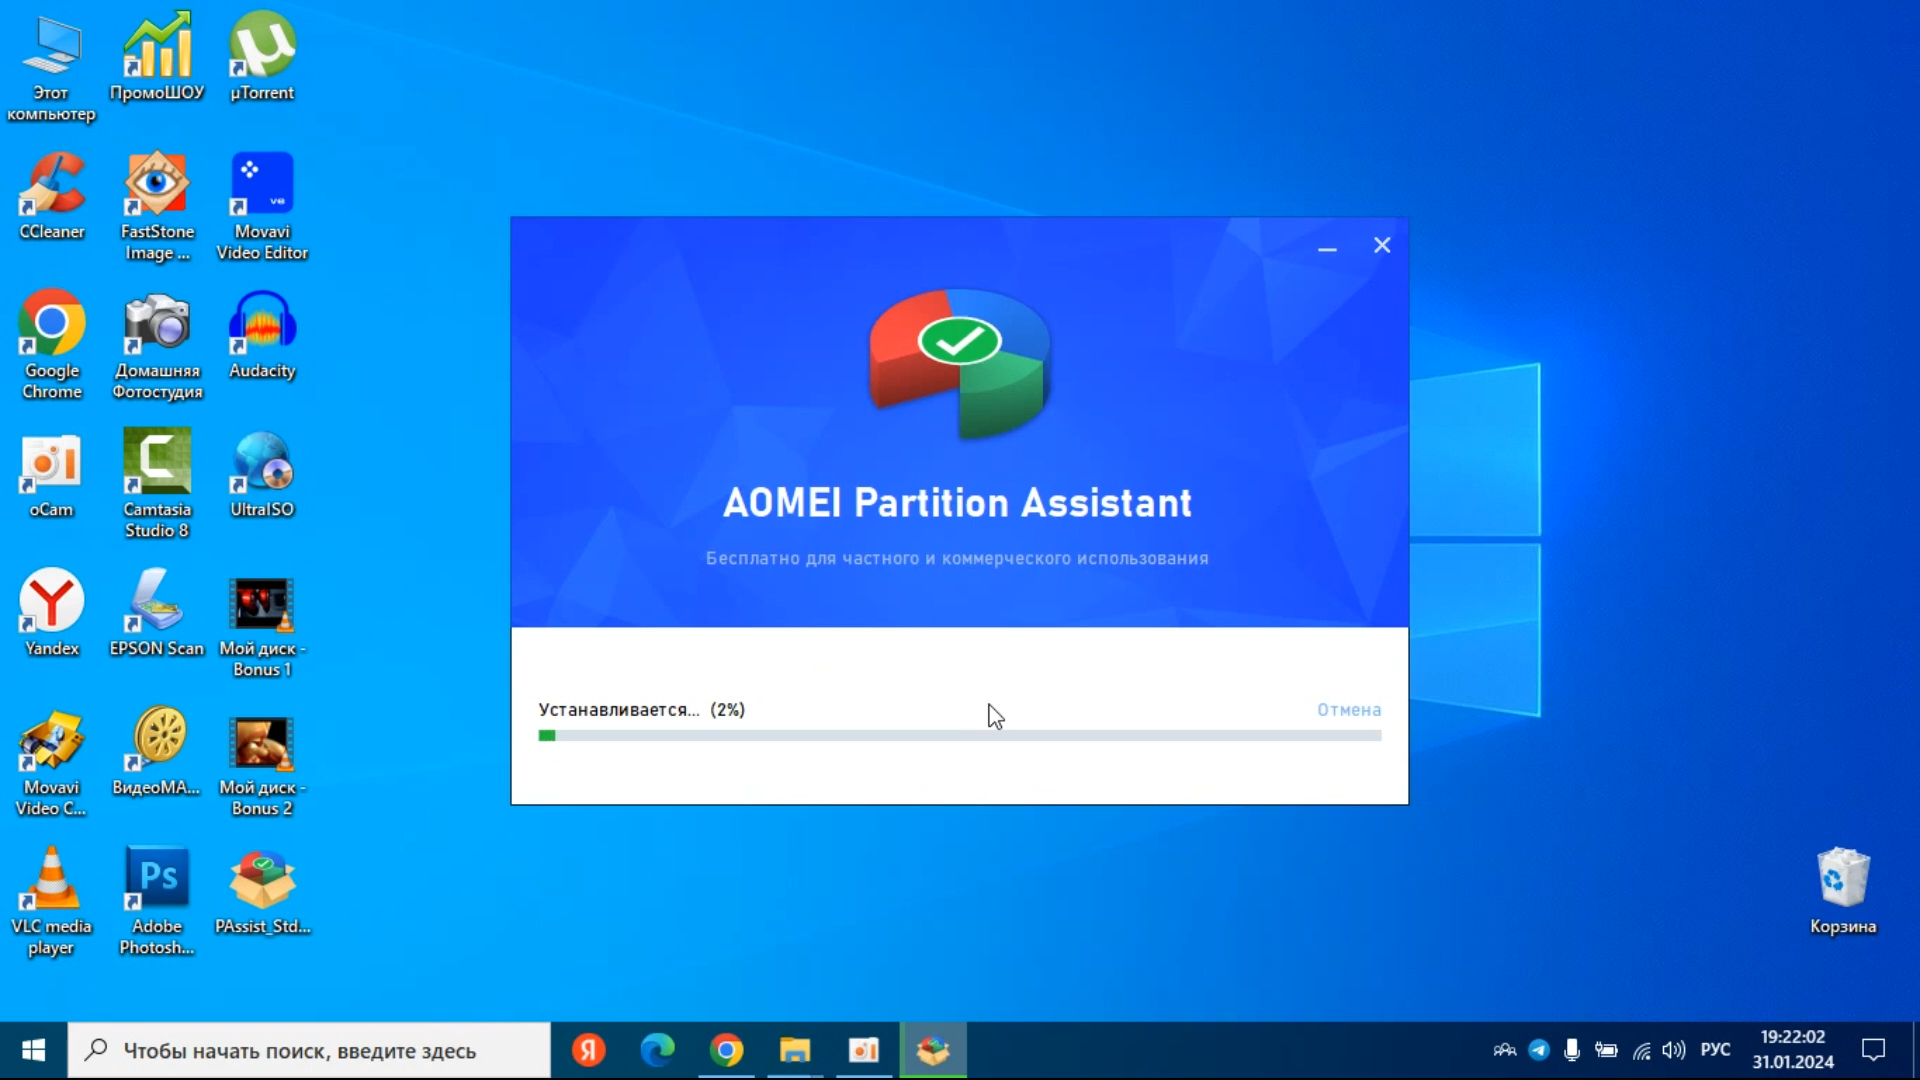 Этот
компьютер
ПромоШОУ
µTorrent
CCleaner
FastStone
Image ...
ve
Movavi
Video Editor
Google
Chrome
Домашняя
Фотостудия
Audacity
oCam
Camtasia
Studio 8
UltraISO
Yandex
EPSON Scan
Мой диск -
Bonus 1
Movavi
Video C...
ВидеоМА...
Мой диск -
Bonus 2
VLC media
player
Ps
Adobe
Photosh...
PAssist_Std...
AOMEI Partition Assistant
Бесплатно для частного и коммерческого использования
Устанавливается... (2%)
Отмена
Корзина
Чтобы начать поиск, введите здесь
Я
РУС
19:22:02
31.01.2024